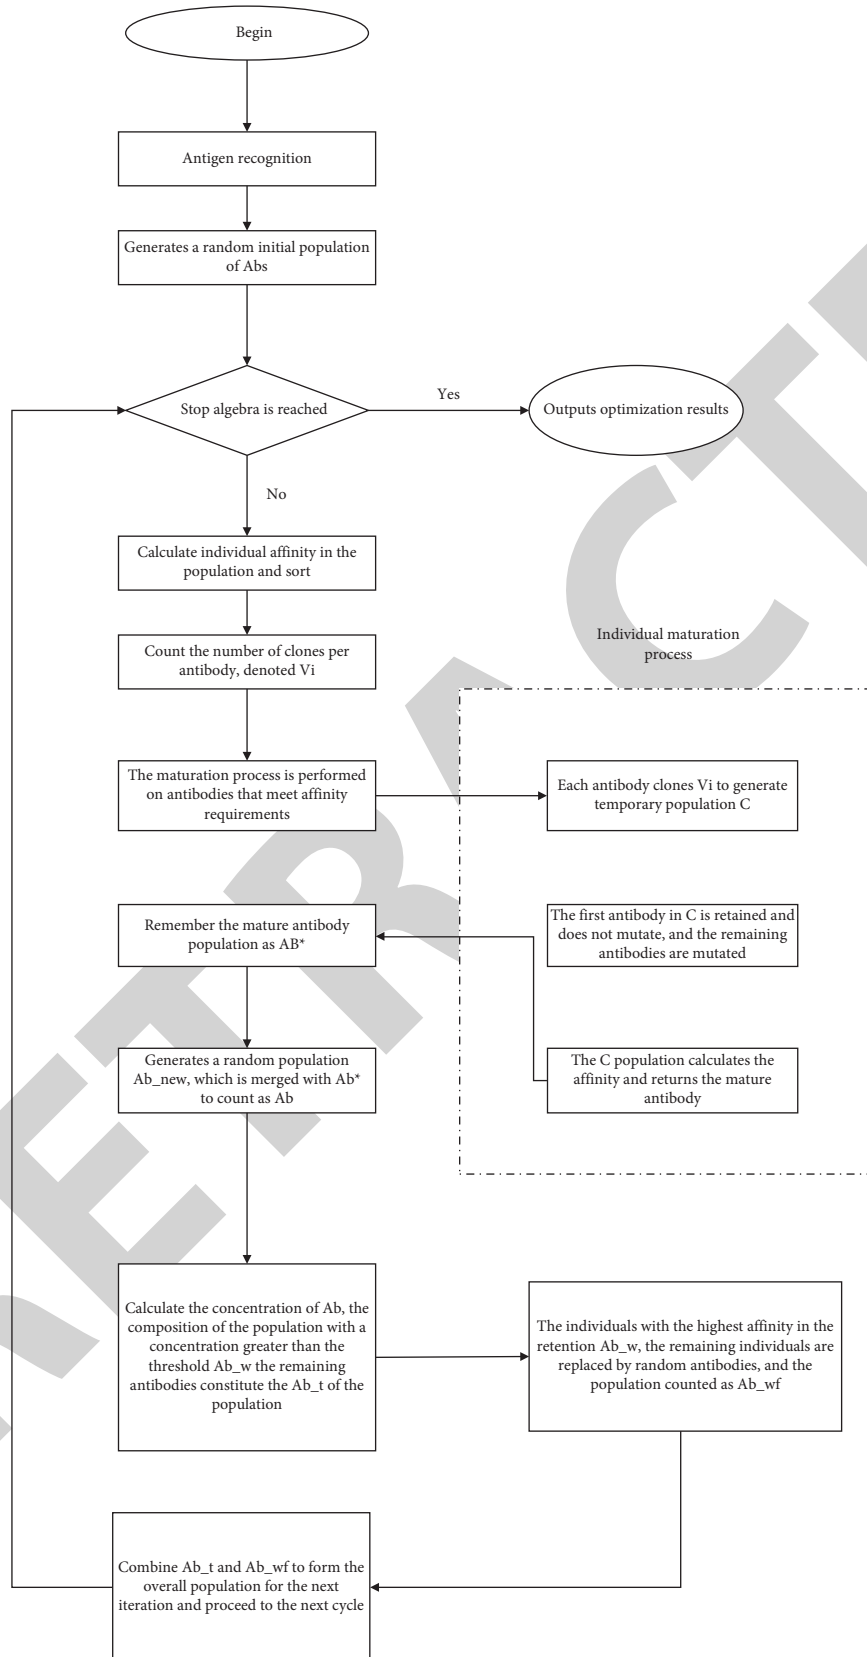 Begin
Antigen recognition
Generates a random initial population
of Abs
Stop algebra is reached
Yes
Outputs optimization results
No
Calculate individual affinity in the
population and sort
Count the number of clones per
antibody, denoted Vi
Individual maturation
process
The maturation process is performed
on antibodies that meet affinity
requirements
Each antibody clones Vi to generate
temporary population C
The first antibody in C is retained and
does not mutate, and the remaining
antibodies are mutated
Remember the mature antibody
population as AB*
The C population calculates the
affinity and returns the mature
antibody
Generates a random population
Ab_new, which is merged with Ab*
to count as Ab
Calculate the concentration of Ab, the
composition of the population with a
concentration greater than the
threshold Ab_w the remaining
antibodies constitute the Ab_t of the
population
The individuals with the highest affinity in the
retention Ab_w, the remaining individuals are
replaced by random antibodies, and the
population counted as Ab_wf
Combine Ab_t and Ab_wf to form the
overall population for the next
iteration and proceed to the next cycle
RETRACT